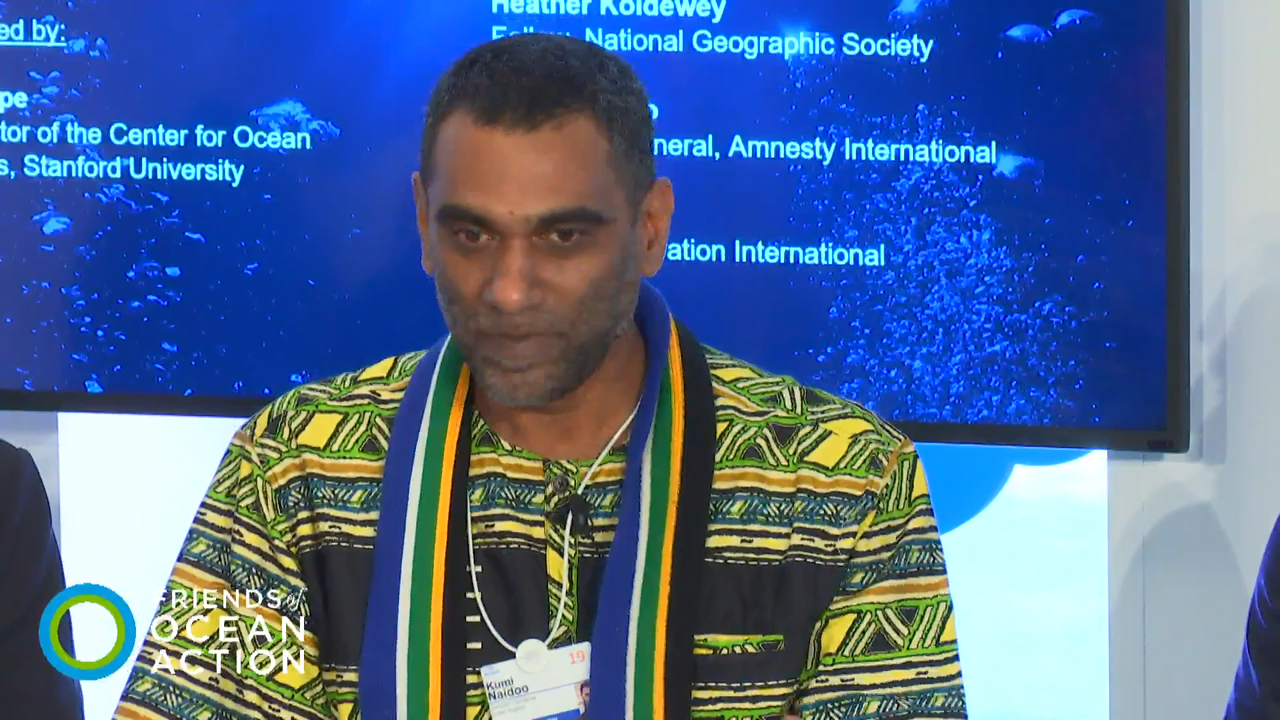 ed by:
pe
tor of the Center for Ocean
s, Stanford University
Heather Koldewey
Fellow, National Geographic Society
o
neral, Amnesty International
ation International
FRIENDS of
OCEAN
ACTION
19
Kumi
Naidoo